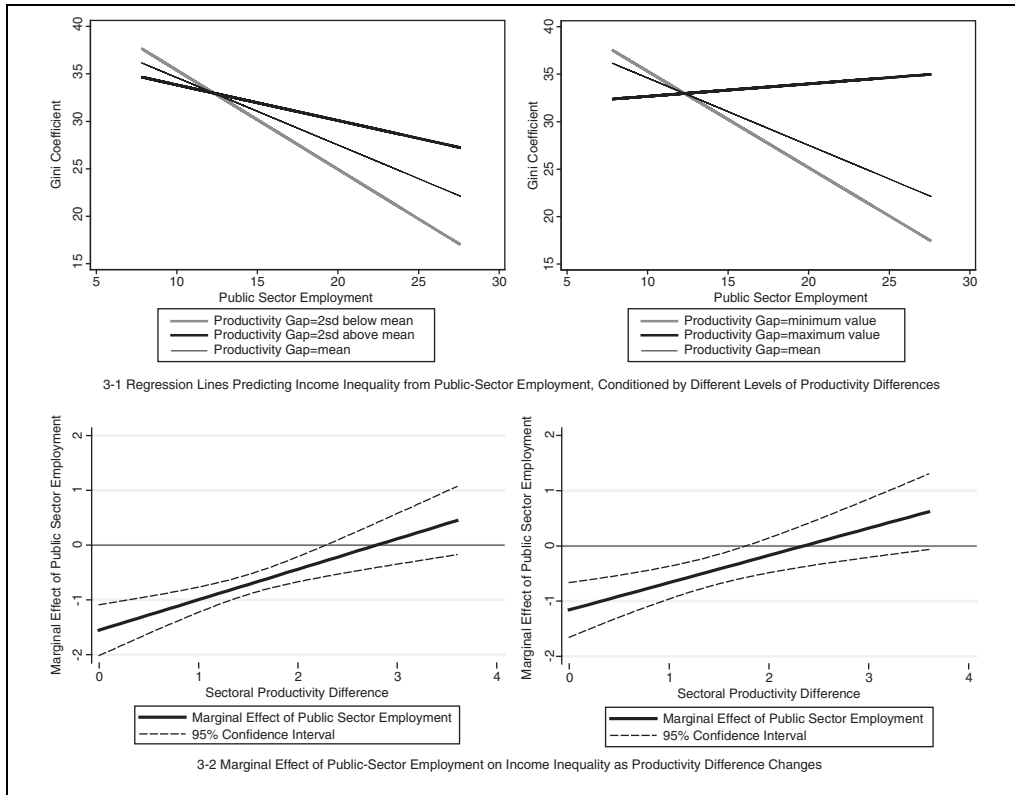 Gini Coefficient
40
35
30
25
20
15
5 10 15 20 25 30
Public Sector Employment
Productivity Gap=2sd below mean
Productivity Gap=2sd above mean
Productivity Gap=mean
Gini Coefficient
40
35
30
25
20
15
5 10 15 20 25 30
Public Sector Employment
Productivity Gap=minimum value
Productivity Gap=maximum value
Productivity Gap=mean
3-1 Regression Lines Predicting Income Inequality from Public-Sector Employment, Conditioned by Different Levels of Productivity Differences
Marginal Effect of Public Sector Employment
2
1
0
-1
-2
0 1 2 3 4
Sectoral Productivity Difference
Marginal Effect of Public Sector Employment
95% Confidence Interval
Marginal Effect of Public Sector Employment
2
1
0
-1
-2
0 1 2 3 4
Sectoral Productivity Difference
Marginal Effect of Public Sector Employment
95% Confidence Interval
3-2 Marginal Effect of Public-Sector Employment on Income Inequality as Productivity Difference Changes